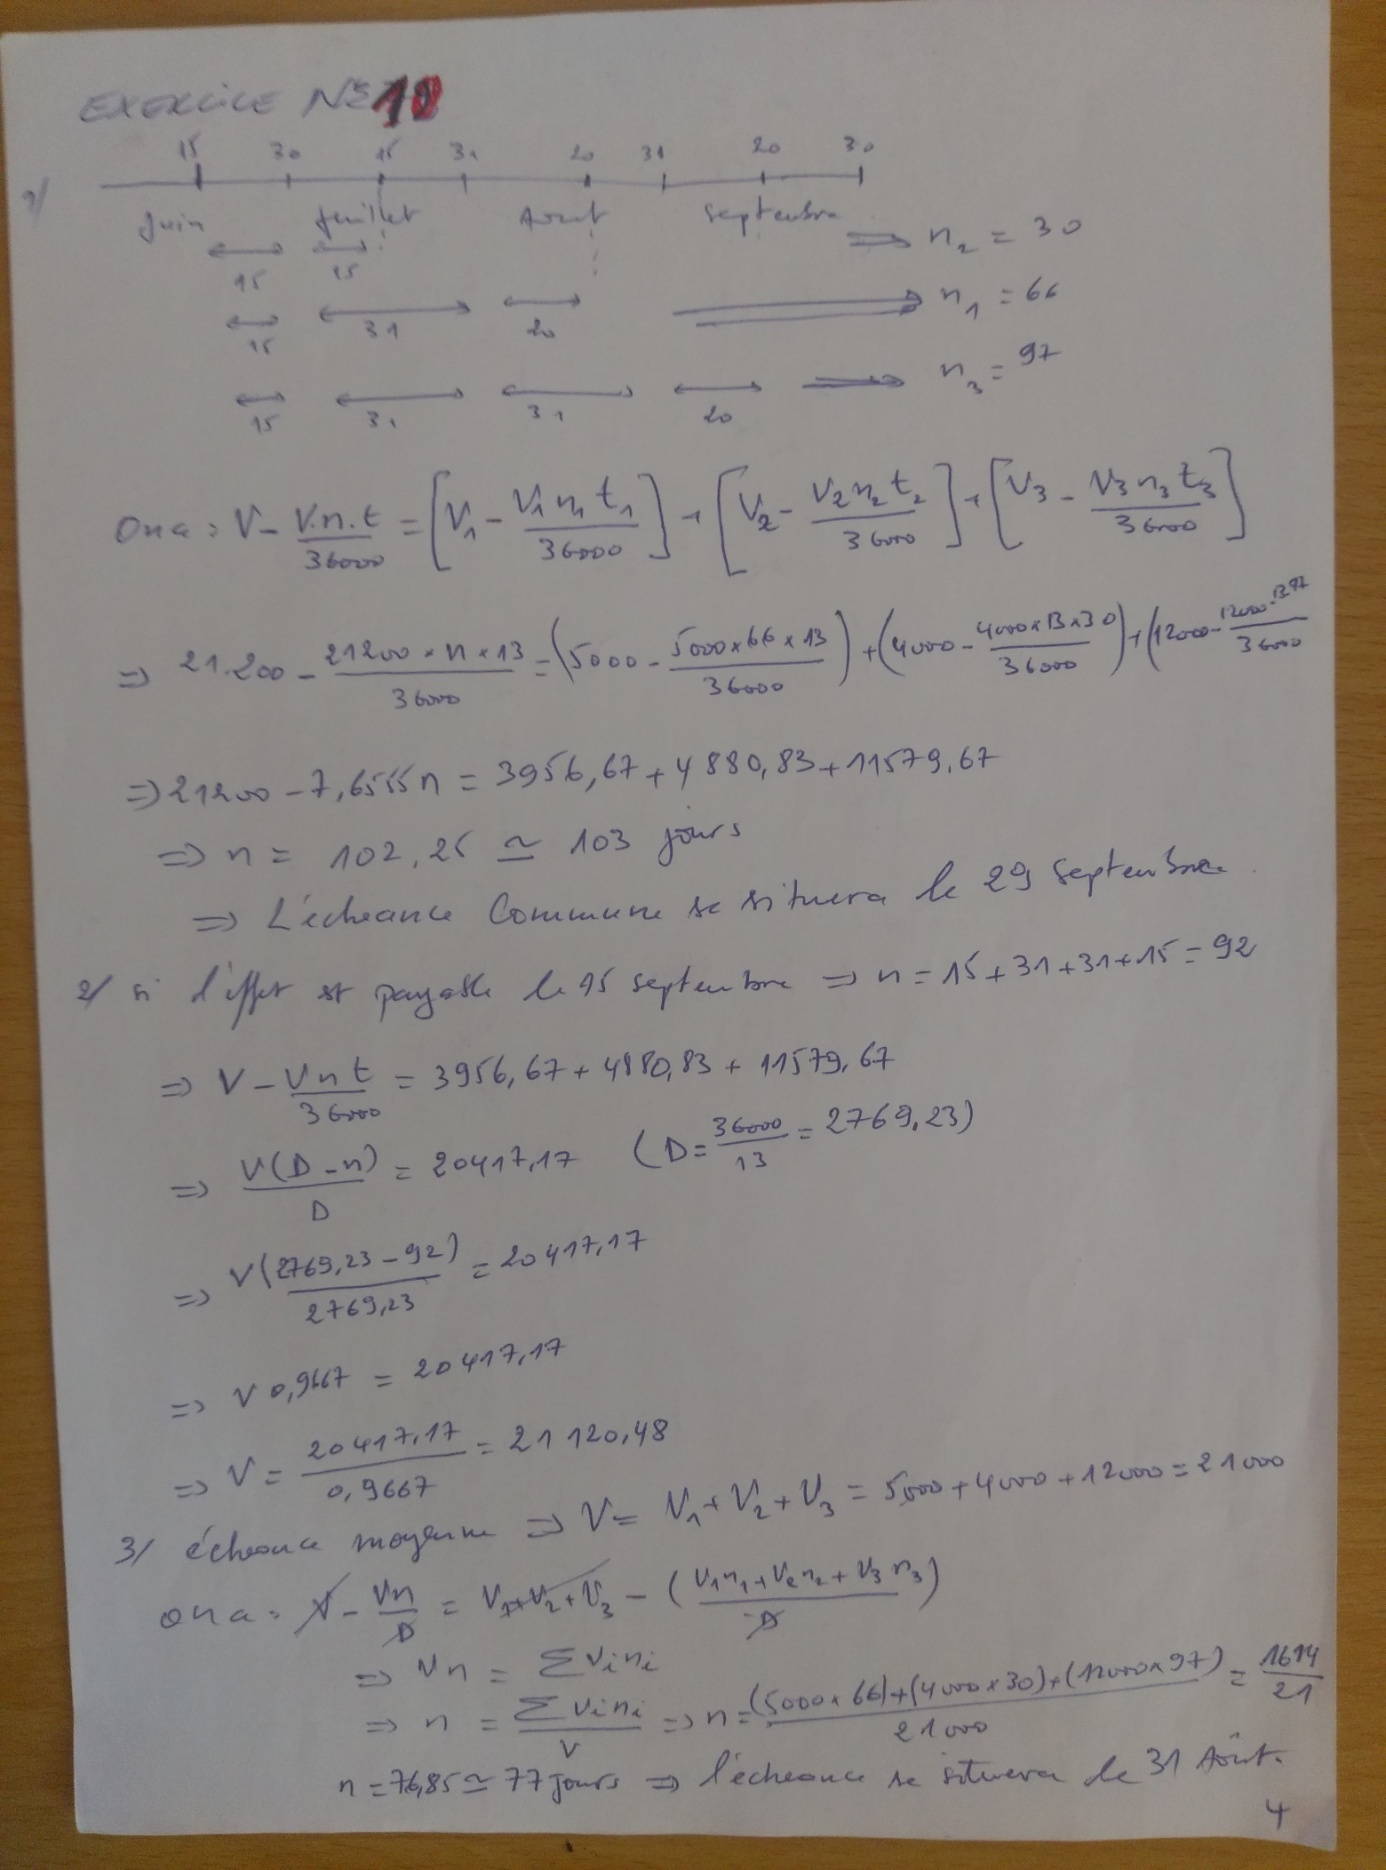 EXERCICE N° 18
15 30 15 31 20 31 20 30
1/
Juin juillet Aout septembre
15 15 => n₂ = 30
15 31 20 => n₁ = 66
15 31 31 20 => n₃ = 97
On a : V - V.n.t/36000 = [V₁ - V₁n₁t₁/36000] + [V₂ - V₂n₂t₂/36000] + [V₃ - V₃n₃t₃/36000]
=> 21.200 - 21200×n×13/36000 = (5000 - 5000×66×13/36000) + (4000 - 4000×13×30/36000) + (12000 - 12000.13.97/36000
=> 21200 - 7,6555n = 3956,67 + 4880,83 + 11579,67
=> n = 102,25 ≃ 103 jours
=> L'écheance Commune se situera le 29 septembre.
2/ si l'effet est payable le 15 septembre => n = 15+31+31+15 = 92
=> V - Vnt/36000 = 3956,67 + 4880,83 + 11579,67
=> V(D-n)/D = 20417,17 (D = 36000/13 = 2769,23)
=> V(2769,23-92)/2769,23 = 20417,17
=> V 0,9667 = 20417,17
=> V = 20417,17/0,9667 = 21120,48
3/ écheance moyenne => V = V₁+V₂+V₃ = 5000+4000+12000 = 21000
on a : V - Vn/D = V₁+V₂+V₃ - (V₁n₁+V₂n₂+V₃n₃)/D
=> Vn = ΣVini
=> n = ΣVini/V => n = (5000×66)+(4000×30)+(12000×97)/21000 = 1614/21
n = 76,85 ≃ 77 jours => l'écheance se situera le 31 Aôut.
4